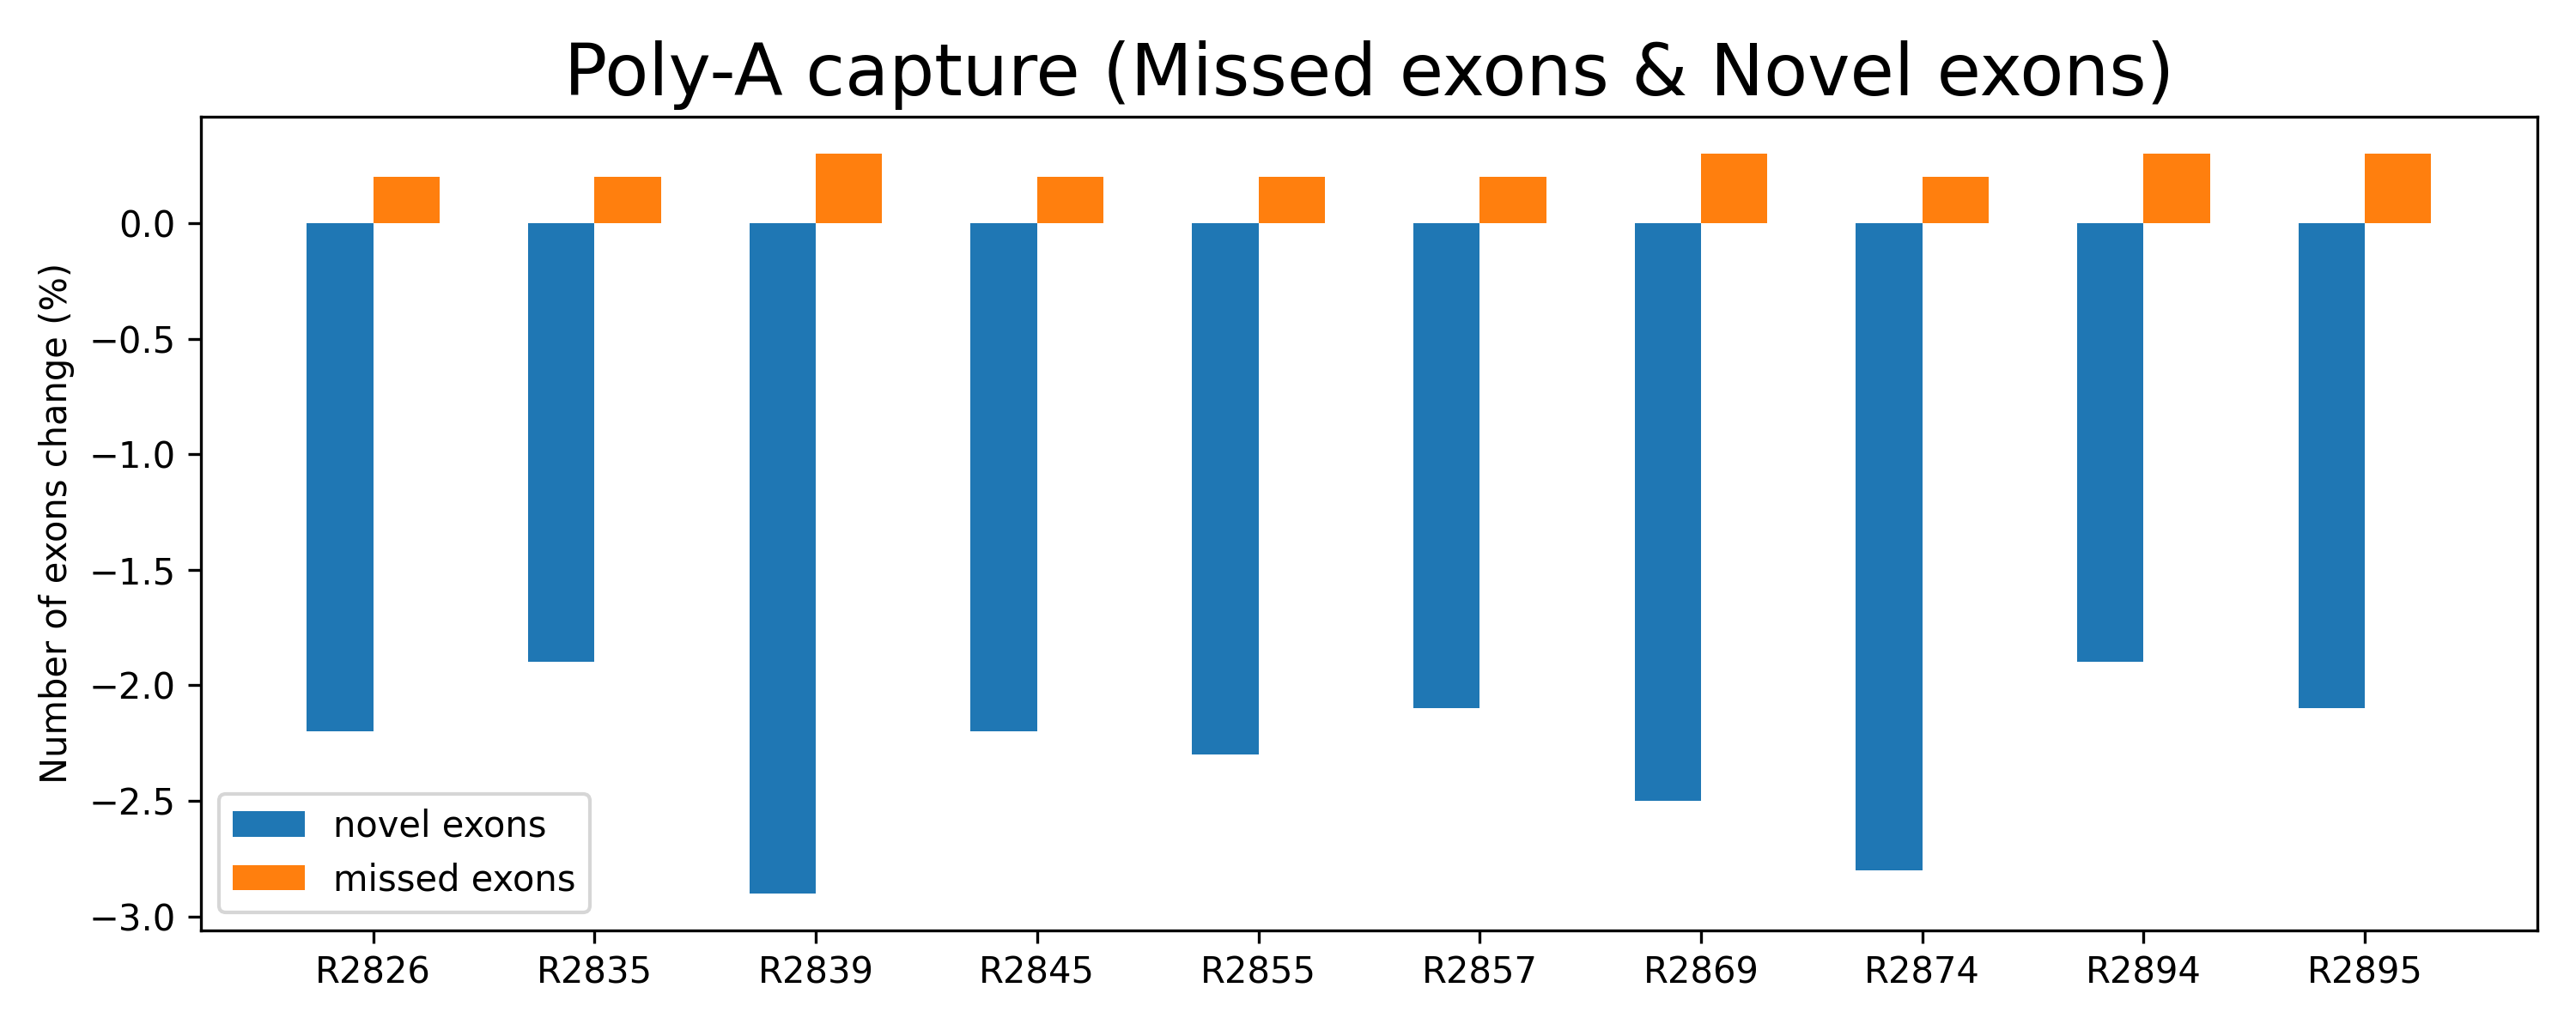 Poly-A capture (Missed exons & Novel exons)
Number of exons change (%)
0.0
−0.5
−1.0
−1.5
−2.0
−2.5
−3.0
novel exons
missed exons
R2826 R2835 R2839 R2845 R2855 R2857 R2869 R2874 R2894 R2895